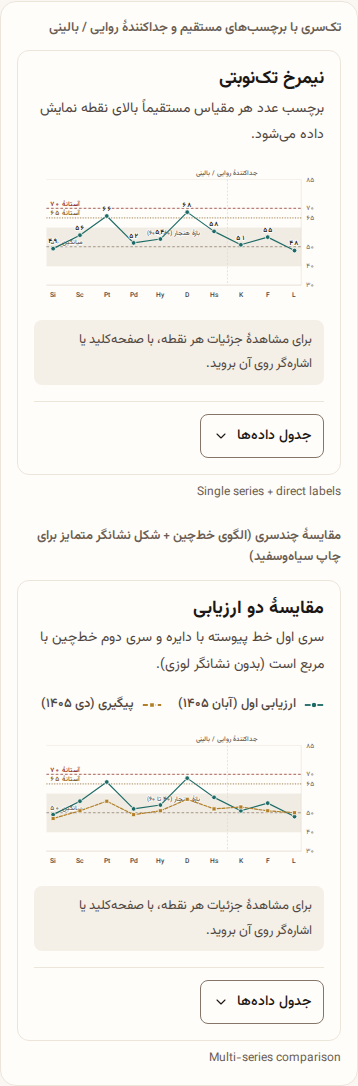 تک‌سری با برچسب‌های مستقیم و جداکنندهٔ روایی / بالینی
نیمرخ تک‌نوبتی
برچسب عدد هر مقیاس مستقیماً بالای نقطه نمایش
داده می‌شود.
جداکنندهٔ روایی / بالینی
۸۵
۷۰
۶۵
۵۰
۴۰
۳۰
آستانهٔ ۷۰
آستانهٔ ۶۵
۴۹
۵۶
۶۶
۵۲
۵۴
۶۸
۵۸
۵۱
۵۵
۴۸
Si Sc Pt Pd Hy D Hs K F L
برای مشاهدهٔ جزئیات هر نقطه، با صفحه‌کلید یا
اشاره‌گر روی آن بروید.
جدول داده‌ها
Single series + direct labels
مقایسهٔ چندسری (الگوی خط‌چین + شکل نشانگر متمایز برای
چاپ سیاه‌وسفید)
مقایسهٔ دو ارزیابی
سری اول خط پیوسته با دایره و سری دوم خط‌چین با
مربع است (بدون نشانگر لوزی).
ارزیابی اول (آبان ۱۴۰۵)
پیگیری (دی ۱۴۰۵)
جداکنندهٔ روایی / بالینی
۸۵
۷۰
۶۵
۵۰
۴۰
۳۰
آستانهٔ ۷۰
آستانهٔ ۶۵
Si Sc Pt Pd Hy D Hs K F L
برای مشاهدهٔ جزئیات هر نقطه، با صفحه‌کلید یا
اشاره‌گر روی آن بروید.
جدول داده‌ها
Multi-series comparison